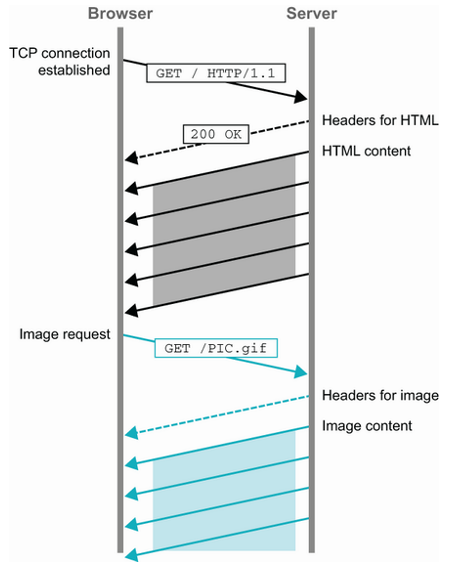 Browser
Server
TCP connection
established
GET / HTTP/1.1
Headers for HTML
200 OK
HTML content
Image request
GET /PIC.gif
Headers for image
Image content